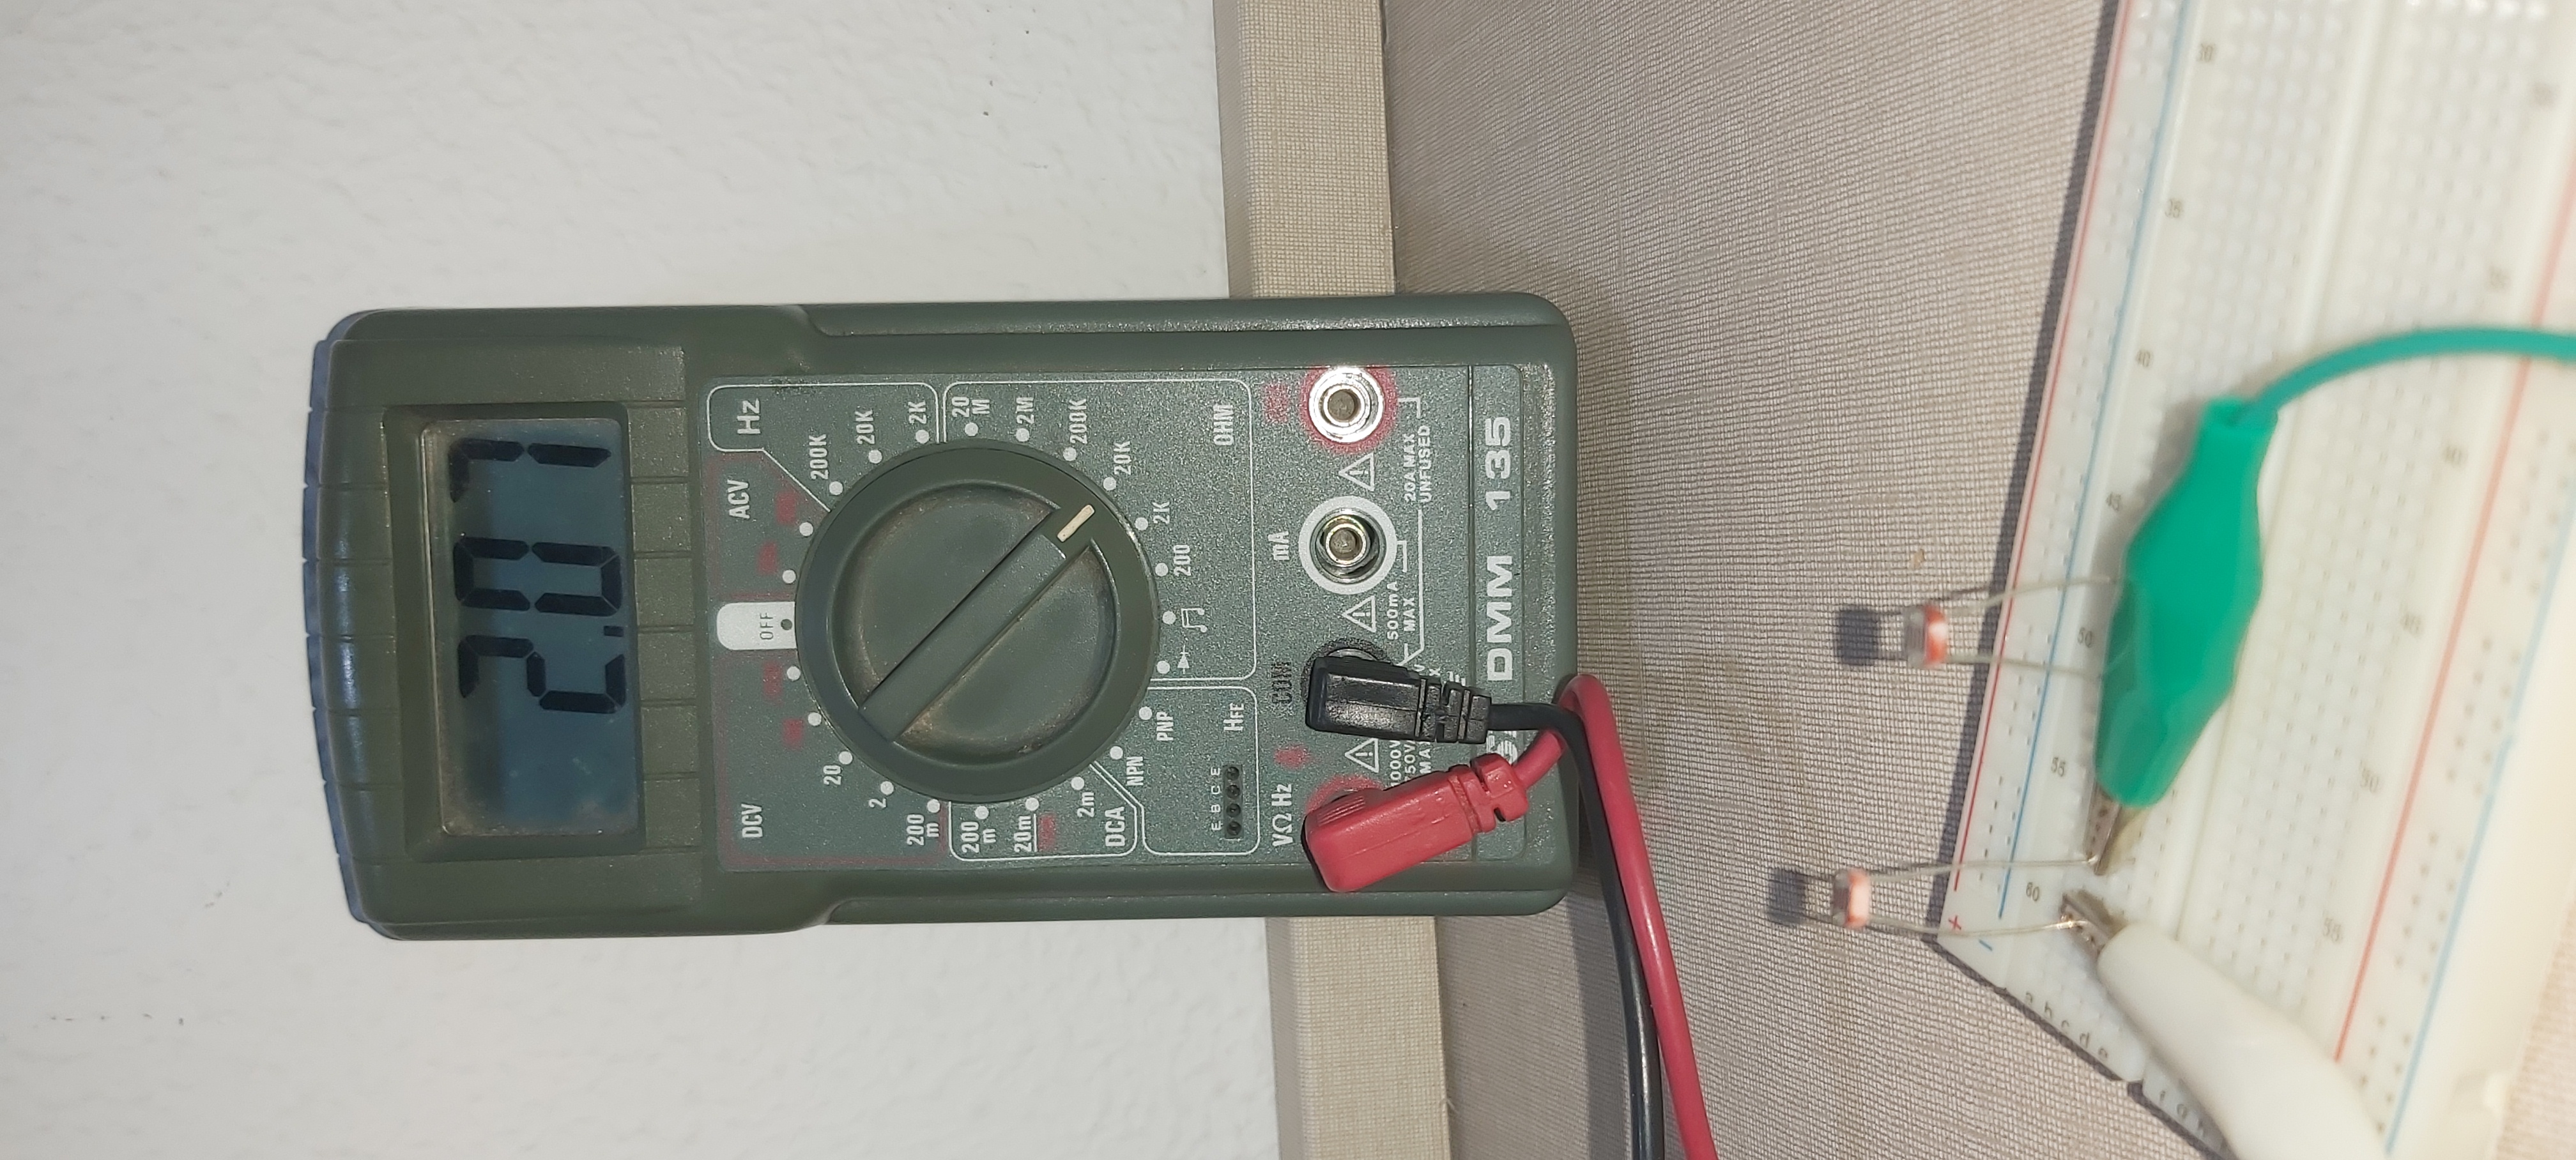 2.07
DCV
OFF
ACV
Hz
20
200K
2
20K
200
m
2K
200
m
20
M
20m
2M
2m
200K
DCA
NPN
20K
PNP
2K
200
E B C E
HFE
OHM
VΩ Hz
COM
mA
500mA
MAX
20A MAX
UNFUSED
DMM 135
+
60
55
50
45
40
35
30